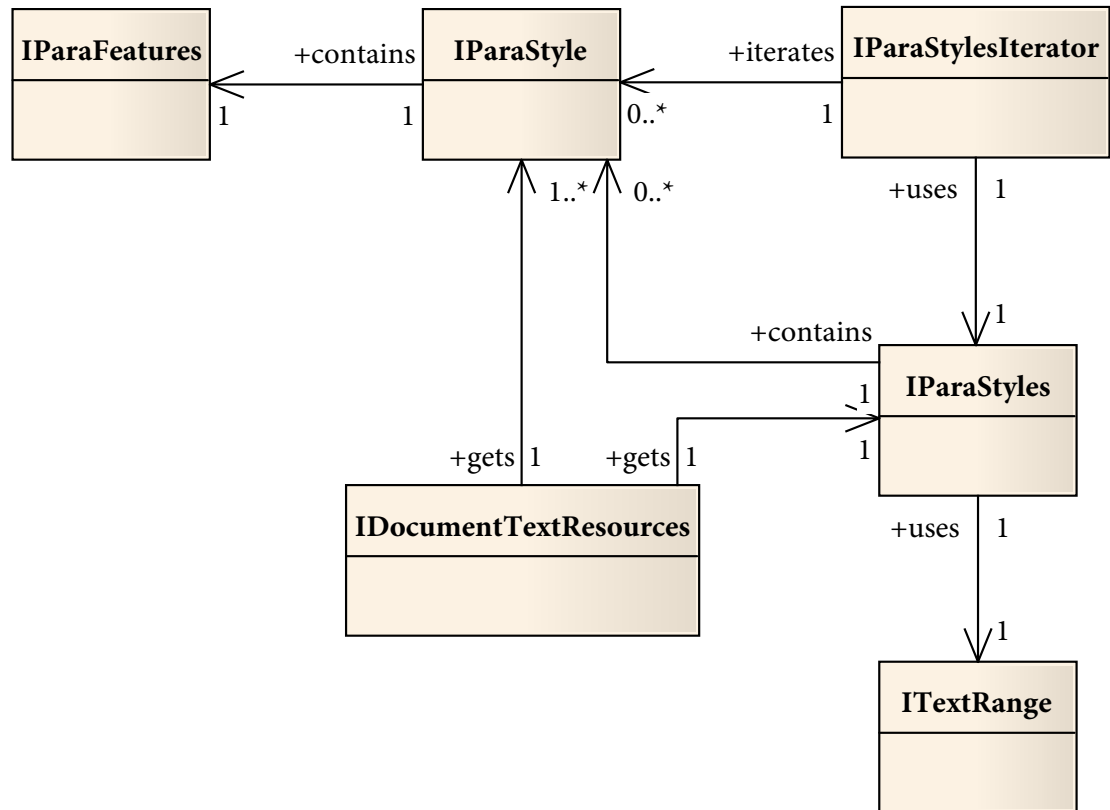 IParaFeatures
+contains
IParaStyle
+iterates
IParaStylesIterator
1
1
0..*
1
1..*
0..*
+uses
1
1
+contains
IParaStyles
1
1
+gets
1
+gets
1
IDocumentTextResources
+uses
1
1
ITextRange